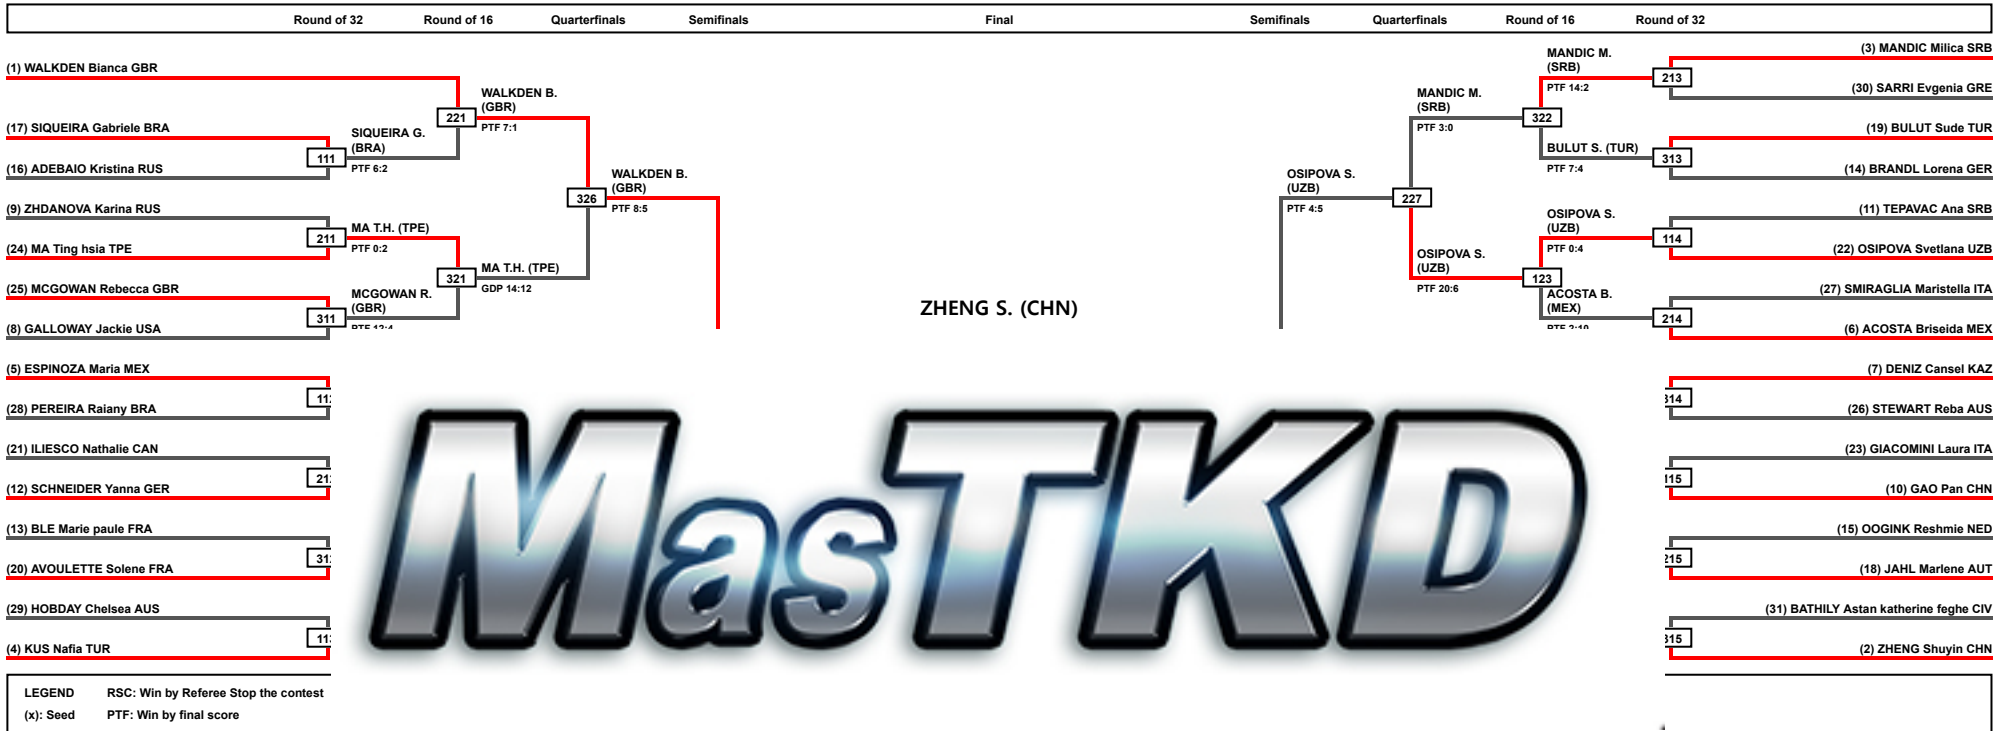 Round of 32 Round of 16 Quarterfinals Semifinals Final Semifinals Quarterfinals Round of 16 Round of 32
(1) WALKDEN Bianca GBR
(17) SIQUEIRA Gabriele BRA
(16) ADEBAIO Kristina RUS
(9) ZHDANOVA Karina RUS
(24) MA Ting hsia TPE
(25) MCGOWAN Rebecca GBR
(8) GALLOWAY Jackie USA
(5) ESPINOZA Maria MEX
(28) PEREIRA Raiany BRA
(21) ILIESCO Nathalie CAN
(12) SCHNEIDER Yanna GER
(13) BLE Marie paule FRA
(20) AVOULETTE Solene FRA
(29) HOBDAY Chelsea AUS
(4) KUS Nafia TUR
111
211
311
SIQUEIRA G.
(BRA)
PTF 6:2
MA T.H. (TPE)
PTF 0:2
MCGOWAN R.
(GBR)
PTF 12:4
221
321
WALKDEN B.
(GBR)
PTF 7:1
MA T.H. (TPE)
GDP 14:12
326
WALKDEN B.
(GBR)
PTF 8:5
ZHENG S. (CHN)
OSIPOVA S.
(UZB)
PTF 4:5
227
MANDIC M.
(SRB)
PTF 3:0
OSIPOVA S.
(UZB)
PTF 20:6
322
123
MANDIC M.
(SRB)
PTF 14:2
BULUT S. (TUR)
PTF 7:4
OSIPOVA S.
(UZB)
PTF 0:4
ACOSTA B.
(MEX)
PTF 2:10
213
313
114
214
(3) MANDIC Milica SRB
(30) SARRI Evgenia GRE
(19) BULUT Sude TUR
(14) BRANDL Lorena GER
(11) TEPAVAC Ana SRB
(22) OSIPOVA Svetlana UZB
(27) SMIRAGLIA Maristella ITA
(6) ACOSTA Briseida MEX
(7) DENIZ Cansel KAZ
(26) STEWART Reba AUS
(23) GIACOMINI Laura ITA
(10) GAO Pan CHN
(15) OOGINK Reshmie NED
(18) JAHL Marlene AUT
(31) BATHILY Astan katherine feghe CIV
(2) ZHENG Shuyin CHN
MasTKD
LEGEND RSC: Win by Referee Stop the contest
(x): Seed PTF: Win by final score